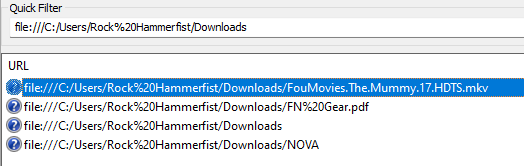 Quick Filter
file:///C:/Users/Rock%20Hammerfist/Downloads
URL
file:///C:/Users/Rock%20Hammerfist/Downloads/FouMovies.The.Mummy.17.HDTS.mkv
file:///C:/Users/Rock%20Hammerfist/Downloads/FN%20Gear.pdf
file:///C:/Users/Rock%20Hammerfist/Downloads
file:///C:/Users/Rock%20Hammerfist/Downloads/NOVA